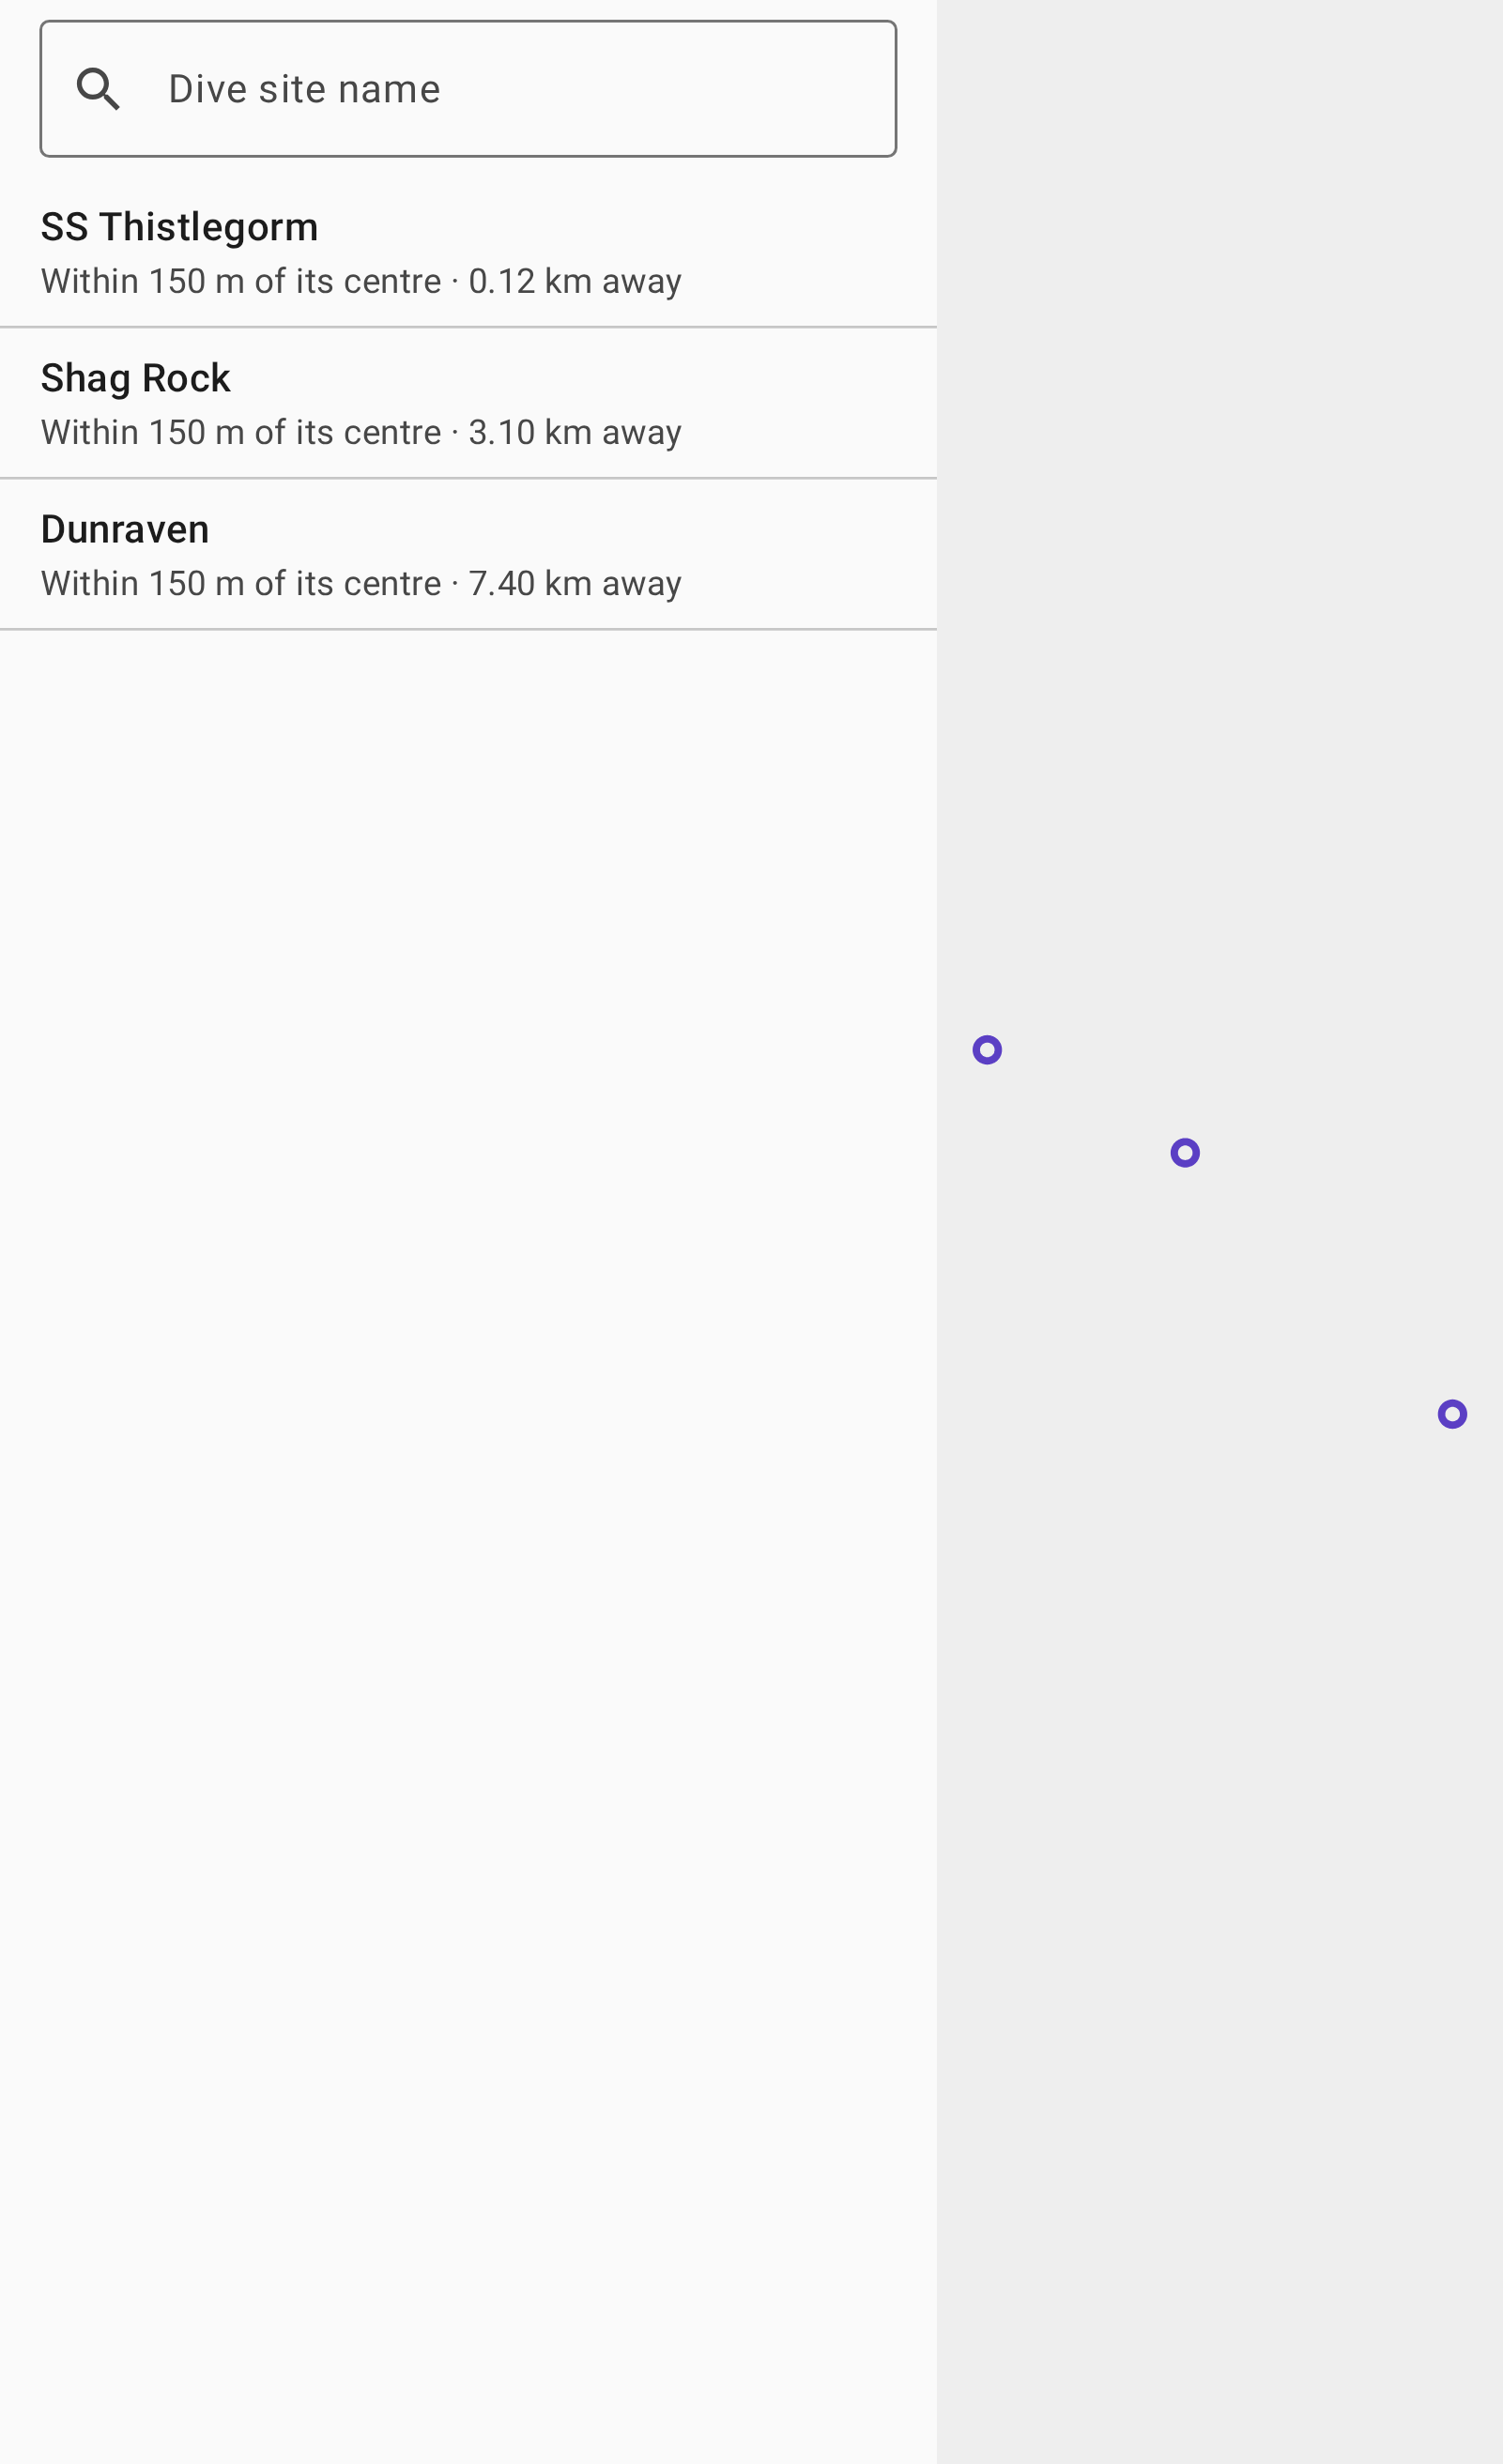 Dive site name
SS Thistlegorm
Within 150 m of its centre · 0.12 km away
Shag Rock
Within 150 m of its centre · 3.10 km away
Dunraven
Within 150 m of its centre · 7.40 km away